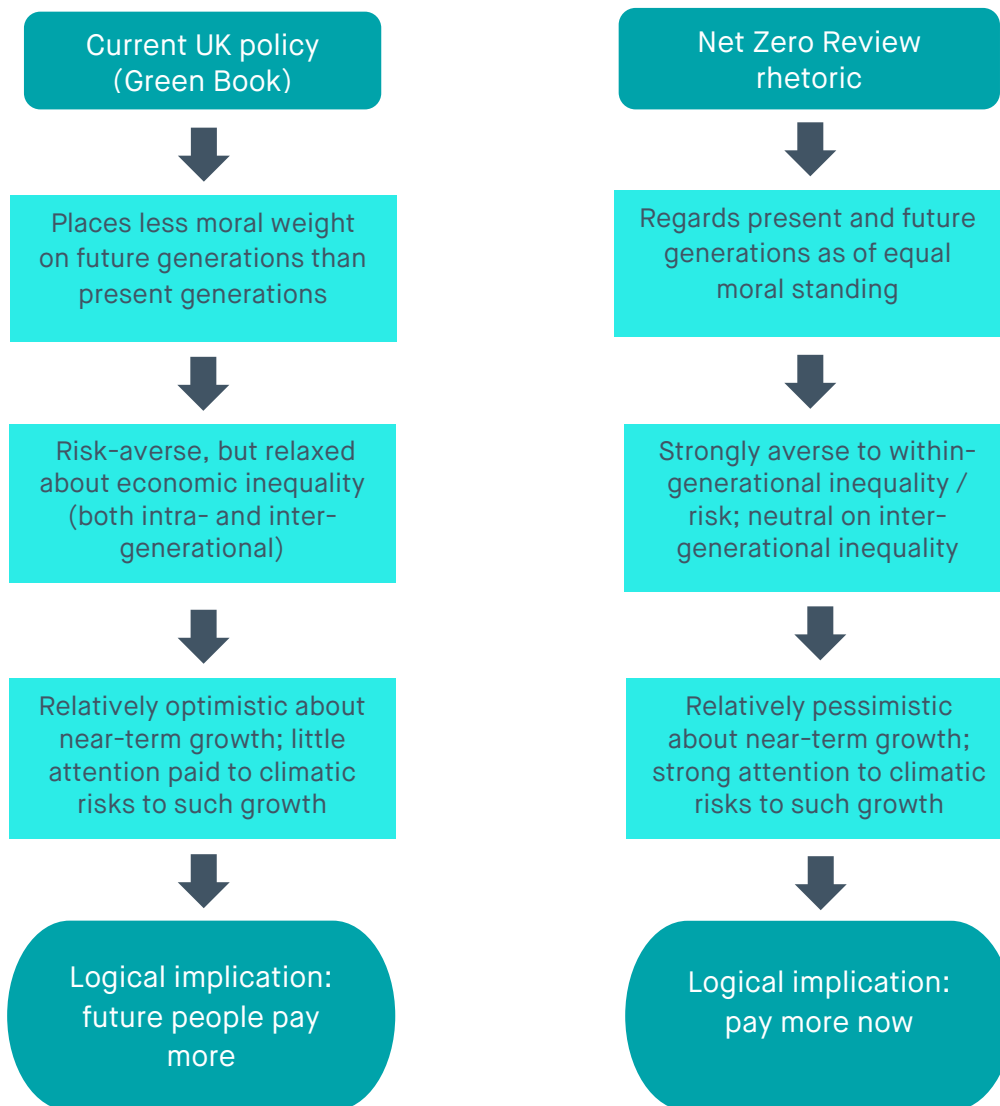 Current UK policy
(Green Book)
Places less moral weight
on future generations than
present generations
Risk-averse, but relaxed
about economic inequality
(both intra- and inter-
generational)
Relatively optimistic about
near-term growth; little
attention paid to climatic
risks to such growth
Logical implication:
future people pay
more
Net Zero Review
rhetoric
Regards present and future
generations as of equal
moral standing
Strongly averse to within-
generational inequality /
risk; neutral on inter-
generational inequality
Relatively pessimistic
about near-term growth;
strong attention to climatic
risks to such growth
Logical implication:
pay more now